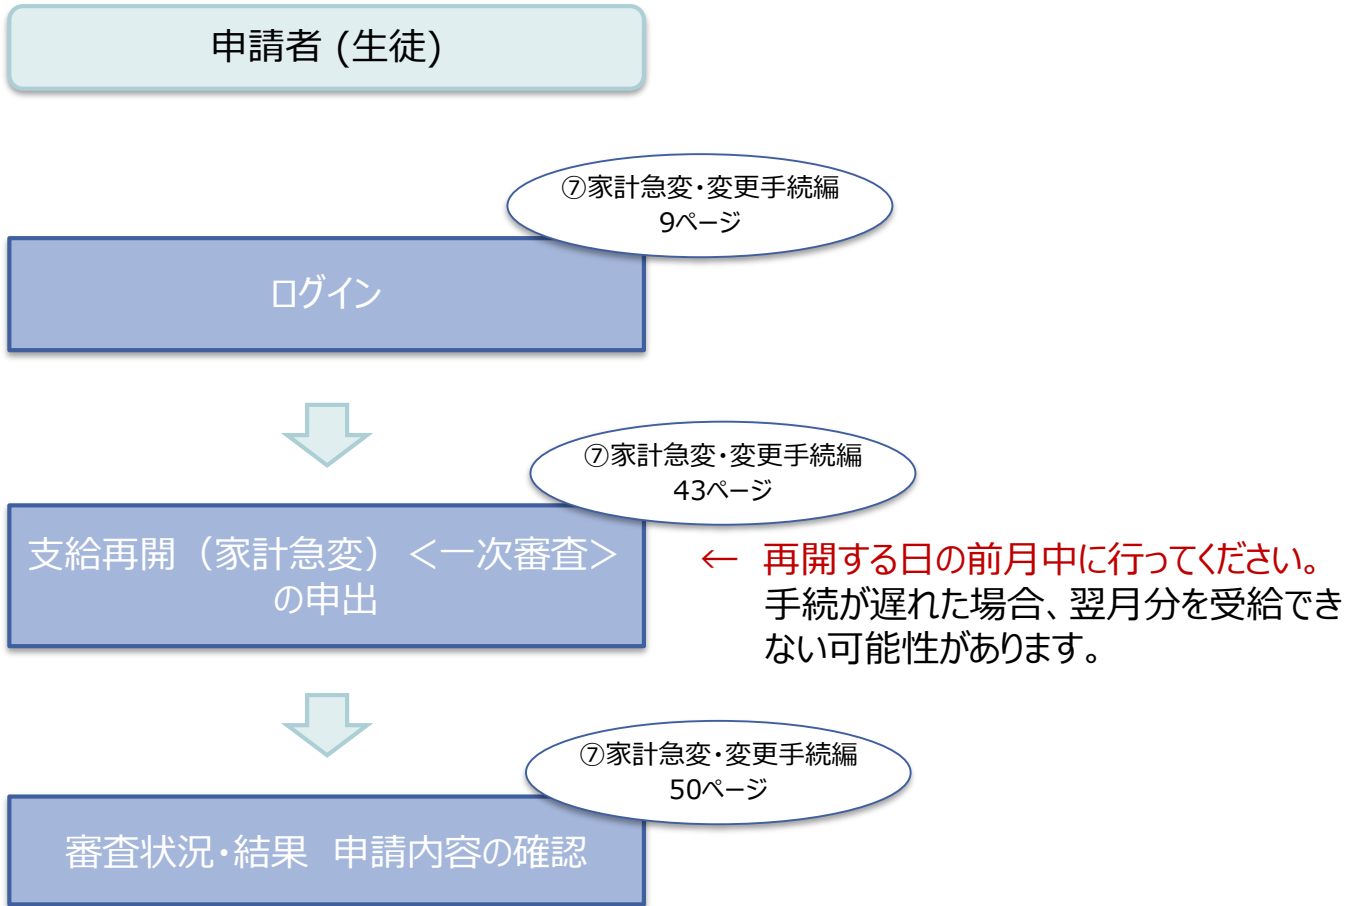 申請者 (生徒)
⑦家計急変・変更手続編
9ページ
ログイン
⑦家計急変・変更手続編
43ページ
支給再開（家計急変）＜一次審査＞
の申出
← 再開する日の前月中に行ってください。
手続が遅れた場合、翌月分を受給でき
ない可能性があります。
⑦家計急変・変更手続編
50ページ
審査状況・結果　申請内容の確認